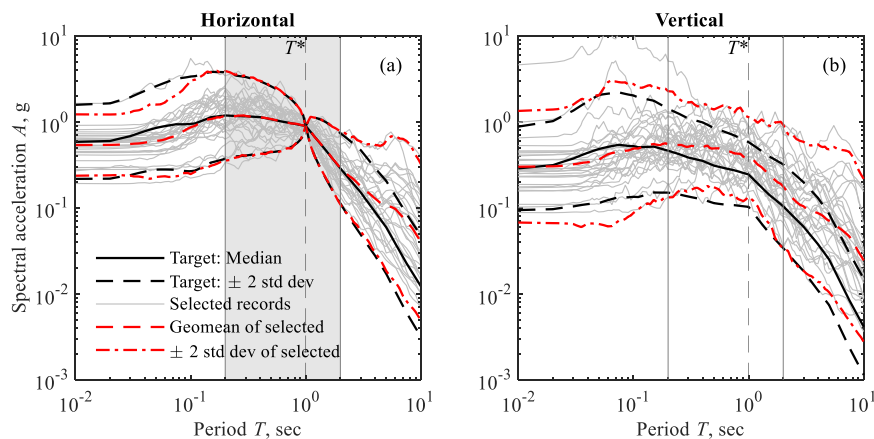 Horizontal
Vertical
T*
T*
(a)
(b)
Spectral acceleration A, g
10^1
10^0
10^-1
10^-2
10^-3
10^1
10^0
10^-1
10^-2
10^-3
Target: Median
Target: ± 2 std dev
Selected records
Geomean of selected
± 2 std dev of selected
10^-2
10^-1
10^0
10^1
10^-2
10^-1
10^0
10^1
Period T, sec
Period T, sec